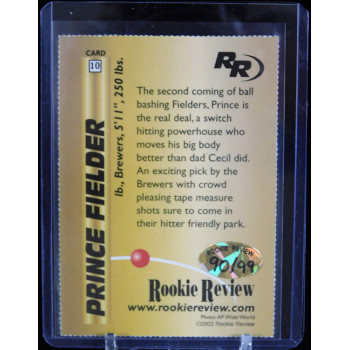 CARD
10
PRINCE FIELDER
lb., Brewers, 5'11", 250 lbs.
RR
The second coming of ball
bashing Fielders, Prince is
the real deal, a switch
hitting powerhouse who
moves his big body
better than dad Cecil did.
An exciting pick by the
Brewers with crowd
pleasing tape measure
shots sure to come in
their hitter friendly park.
ROOKIE REVIEW
90/99
Rookie Review
www.rookiereview.com
Photo: AP Wide World
©2002 Rookie Review